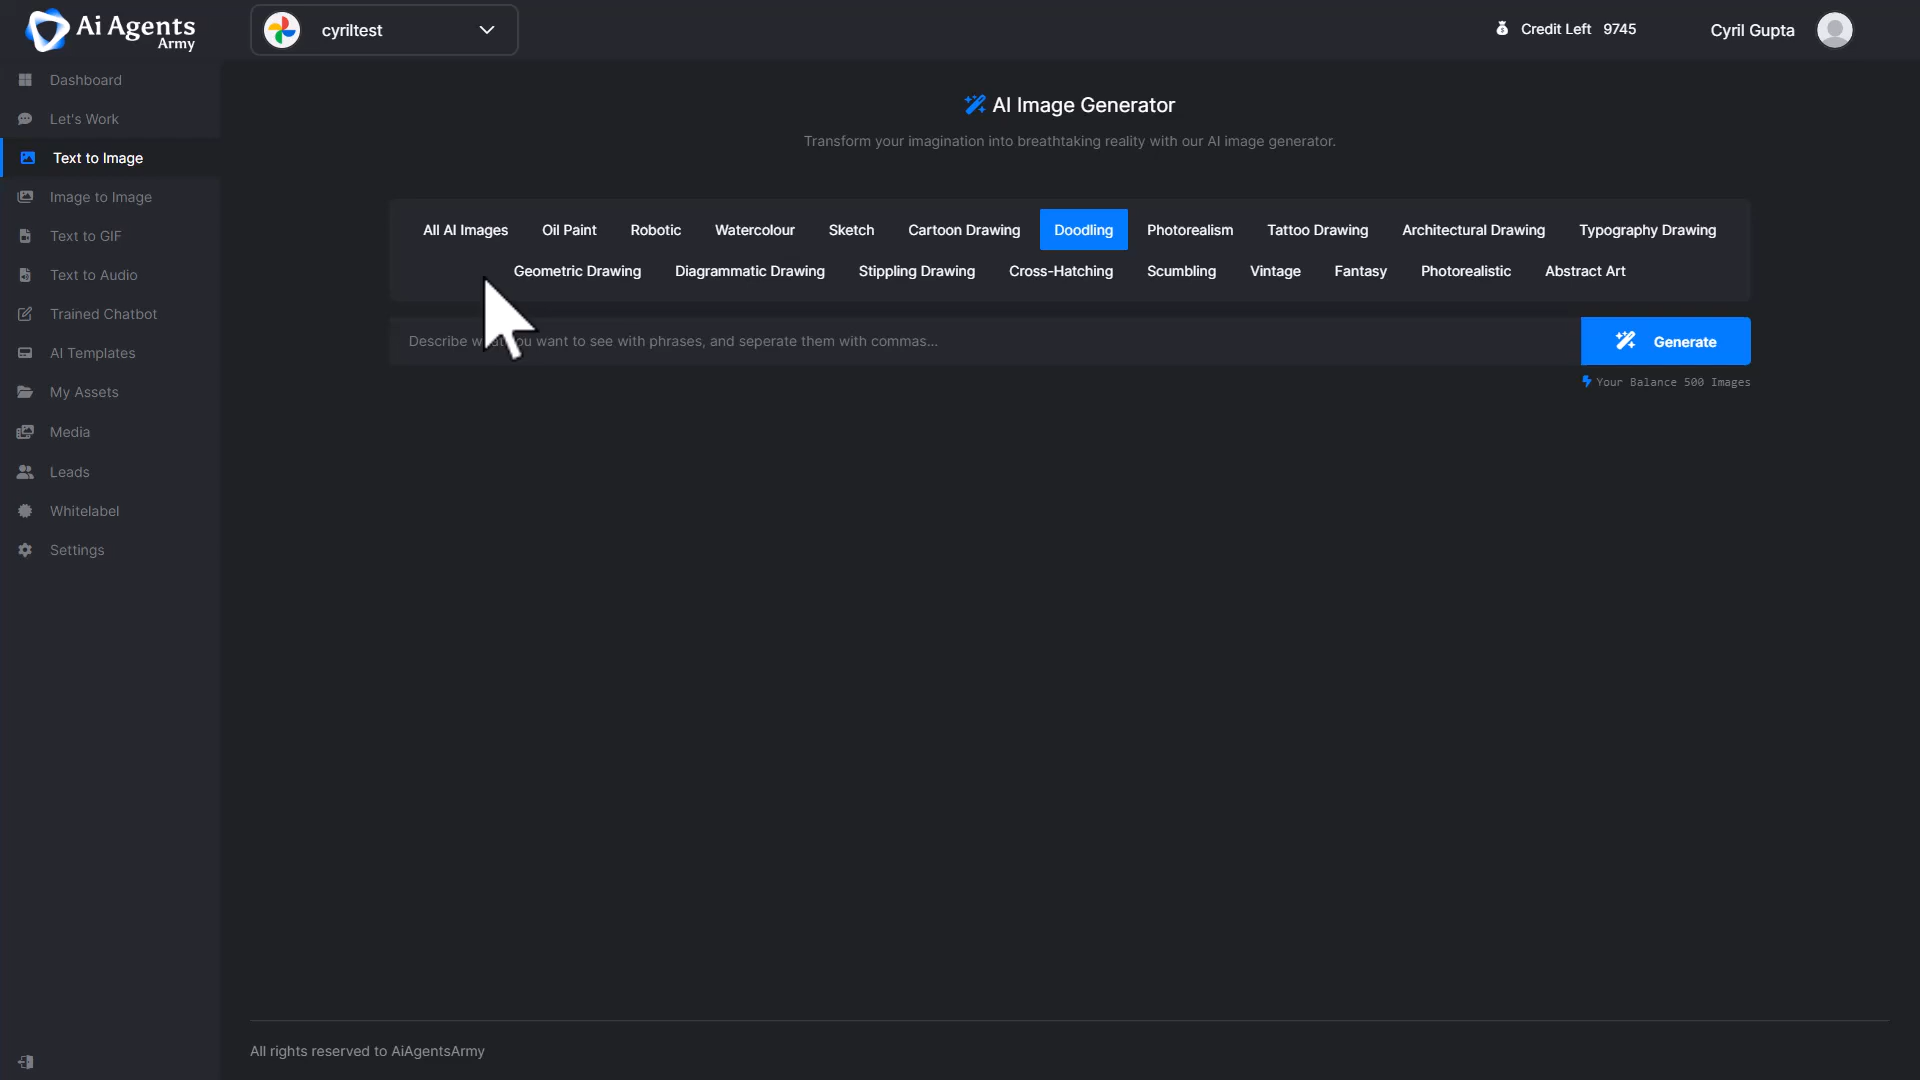 Ai Agents
Army
cyriltest
Credit Left 9745
Cyril Gupta
Dashboard
Let's Work
Text to Image
Image to Image
Text to GIF
Text to Audio
Trained Chatbot
AI Templates
My Assets
Media
Leads
Whitelabel
Settings
AI Image Generator
Transform your imagination into breathtaking reality with our AI image generator.
All AI Images Oil Paint Robotic Watercolour Sketch Cartoon Drawing Doodling Photorealism Tattoo Drawing Architectural Drawing Typography Drawing
Geometric Drawing Diagrammatic Drawing Stippling Drawing Cross-Hatching Scumbling Vintage Fantasy Photorealistic Abstract Art
Describe what you want to see with phrases, and seperate them with commas...
Generate
Your Balance 500 Images
All rights reserved to AiAgentsArmy